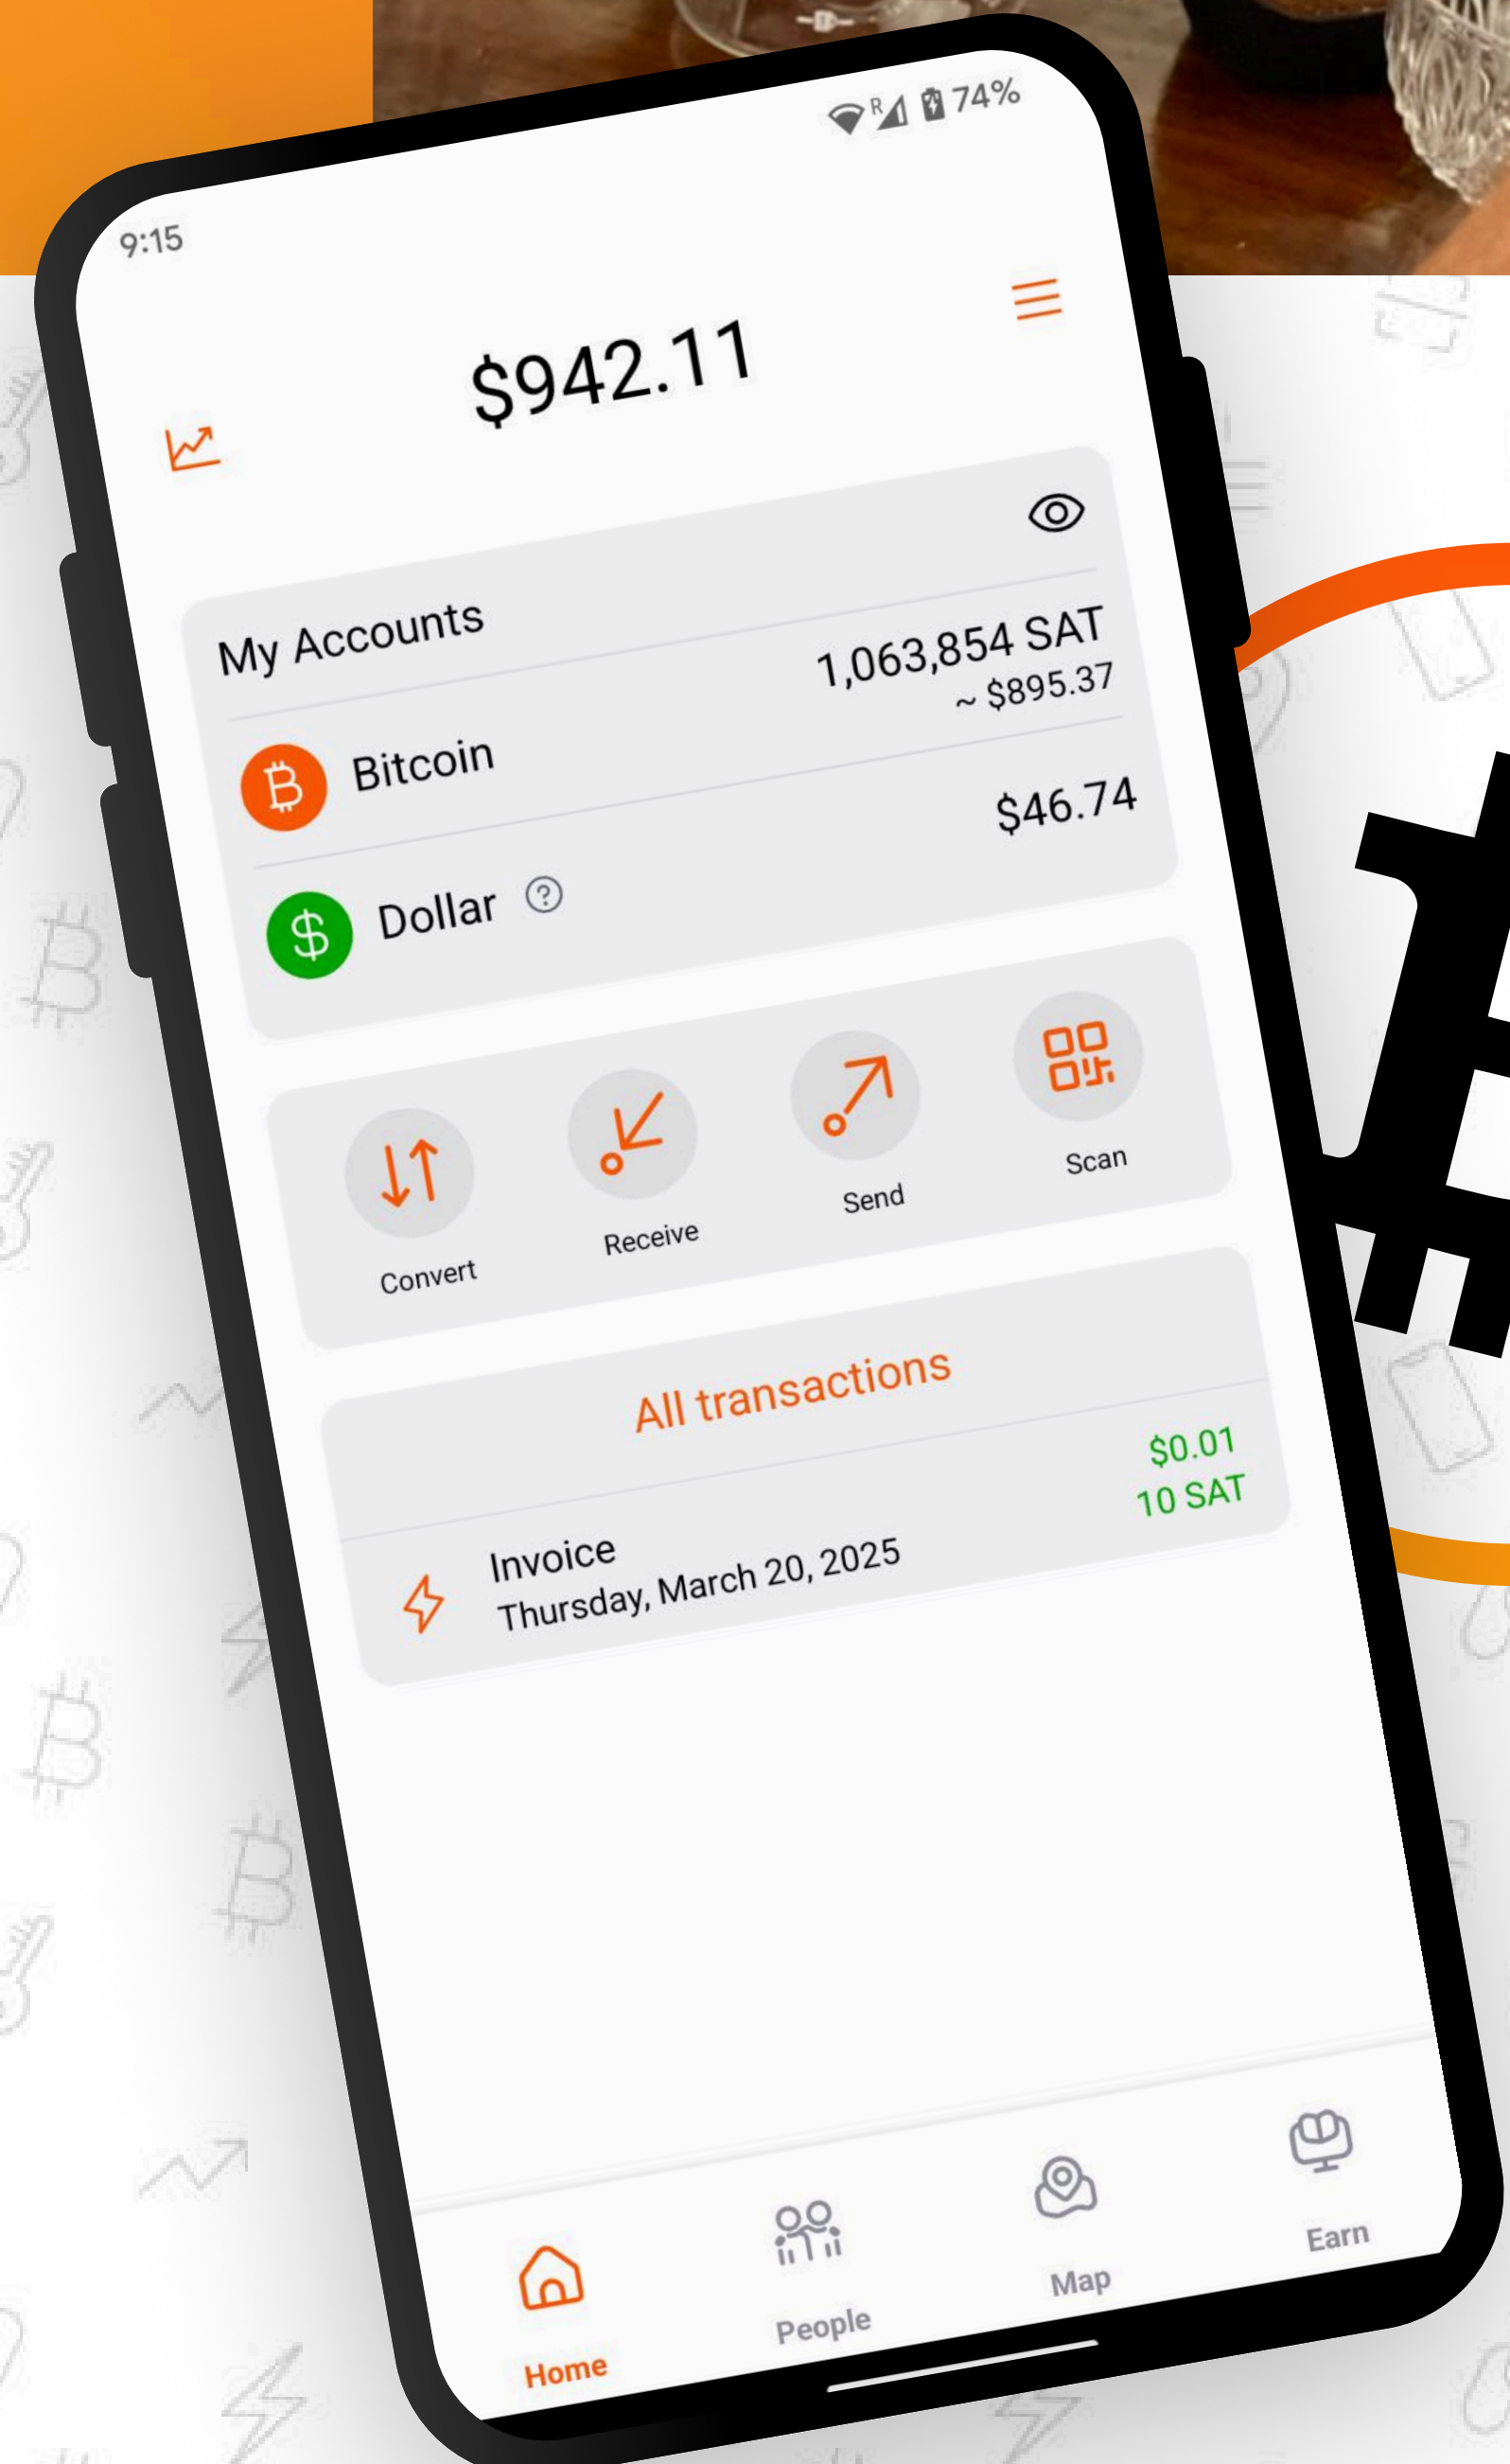 9:15
R 74%
$942.11
My Accounts
Bitcoin
1,063,854 SAT
~ $895.37
Dollar ?
$46.74
Convert
Receive
Send
Scan
All transactions
Invoice
Thursday, March 20, 2025
$0.01
10 SAT
Home
People
Map
Earn